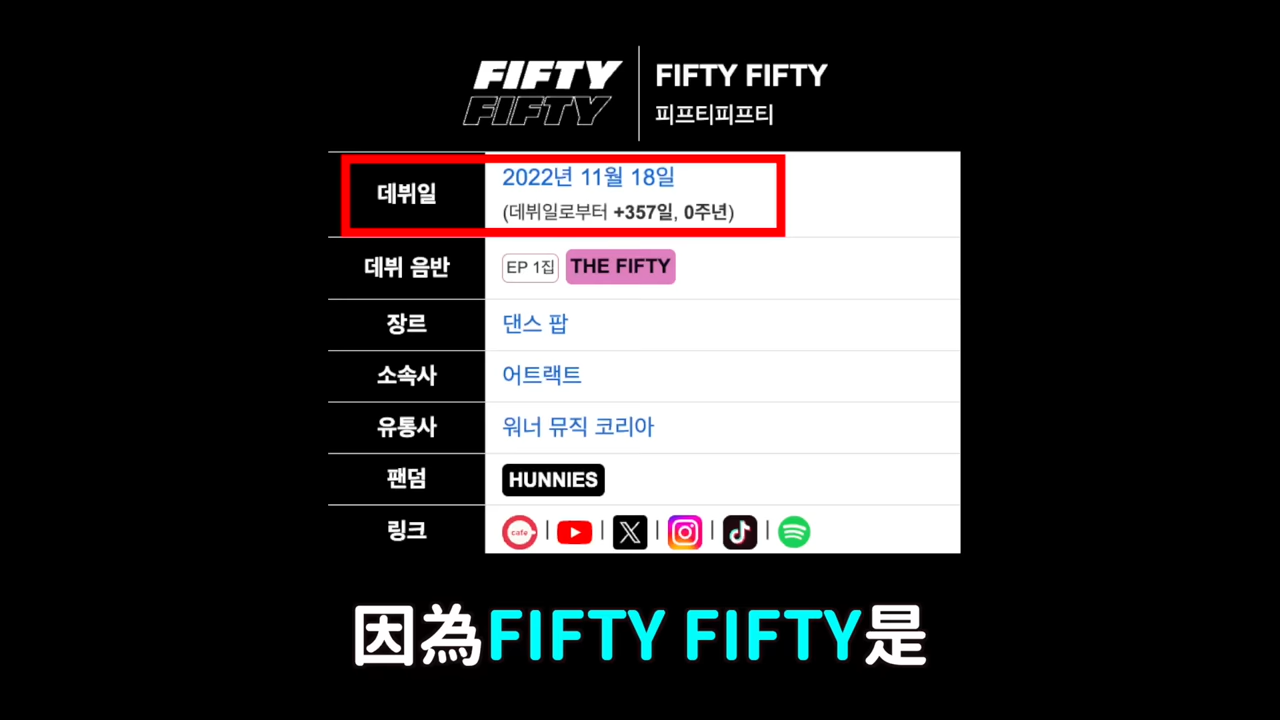 FIFTY
FIFTY
FIFTY FIFTY
피프티피프티
데뷔일
2022년 11월 18일
(데뷔일로부터 +357일, 0주년)
데뷔 음반
EP 1집 THE FIFTY
장르
댄스 팝
소속사
어트랙트
유통사
워너 뮤직 코리아
팬덤
HUNNIES
링크
cafe
因為FIFTY FIFTY是